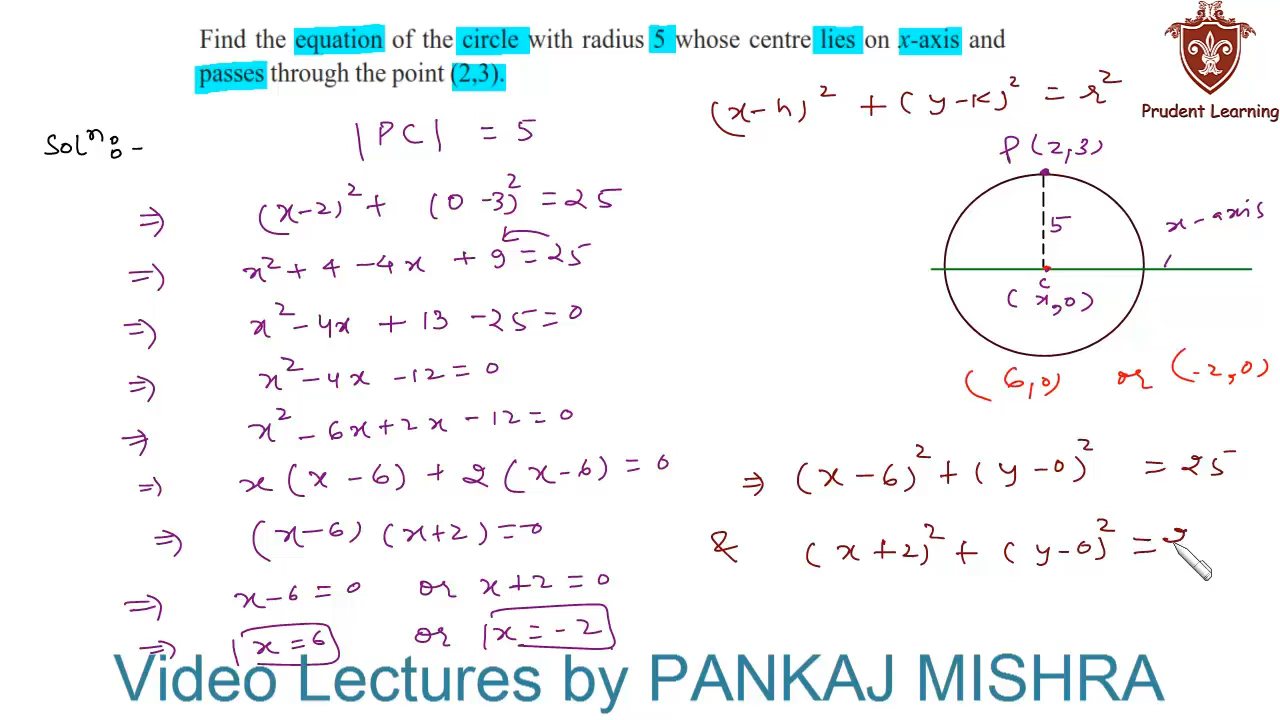 Find the equation of the circle with radius 5 whose centre lies on x-axis and
passes through the point (2,3).
Prudent Learning
(x-h)² + (y-k)² = r²
Solⁿ:-
|PC| = 5
⇒ (x-2)² + (0-3)² = 25
⇒ x² + 4 - 4x + 9 = 25
⇒ x² - 4x + 13 - 25 = 0
⇒ x² - 4x - 12 = 0
⇒ x² - 6x + 2x - 12 = 0
⇒ x(x-6) + 2(x-6) = 0
⇒ (x-6)(x+2) = 0
⇒ x-6 = 0 or x+2 = 0
⇒ x = 6 or x = -2
P(2,3)
5
x-axis
C
(x,0)
(6,0) or (-2,0)
⇒ (x-6)² + (y-0)² = 25
& (x+2)² + (y-0)² = 2
Video Lectures by PANKAJ MISHRA